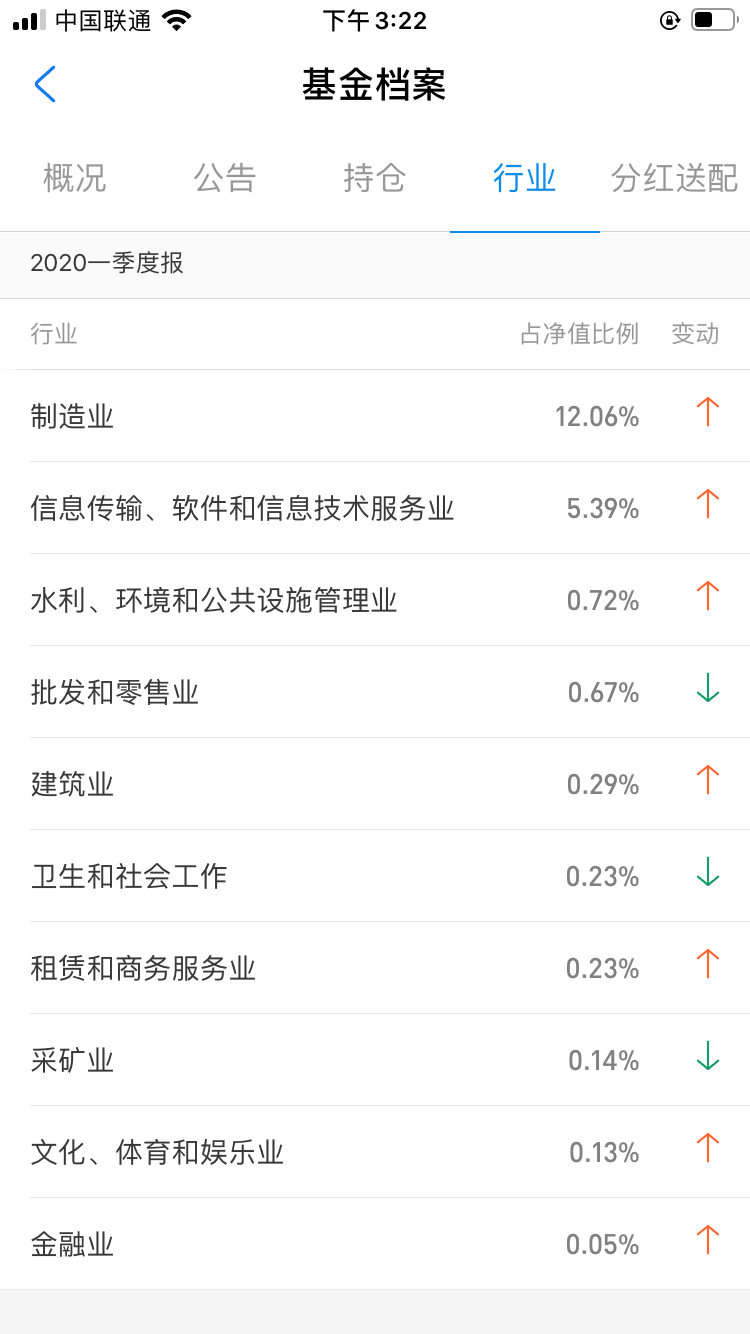 中国联通 下午3:22
基金档案
概况 公告 持仓 行业 分红送配
2020一季度报
行业 占净值比例 变动
制造业 12.06%
信息传输、软件和信息技术服务业 5.39%
水利、环境和公共设施管理业 0.72%
批发和零售业 0.67%
建筑业 0.29%
卫生和社会工作 0.23%
租赁和商务服务业 0.23%
采矿业 0.14%
文化、体育和娱乐业 0.13%
金融业 0.05%